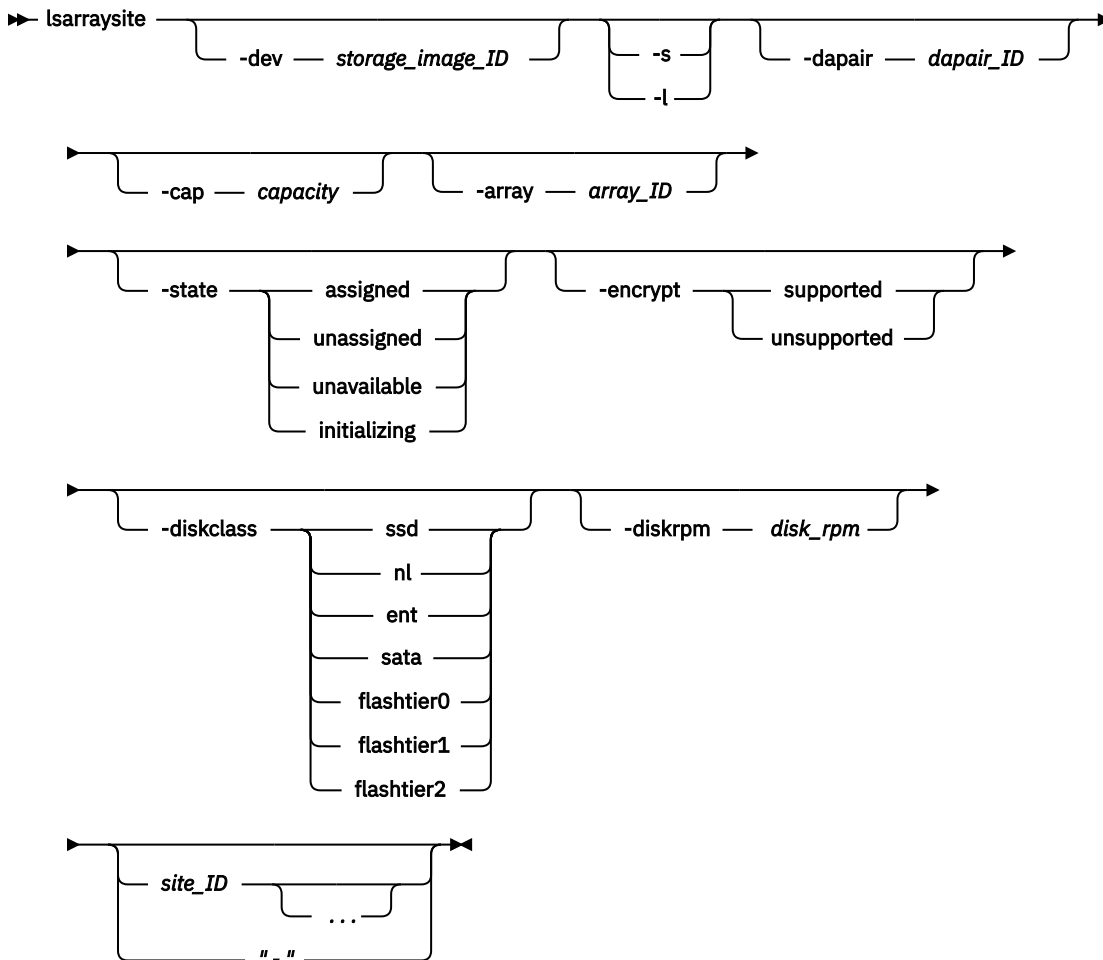 lsarraysite
-dev storage_image_ID -s -dapair dapair_ID
-l
-cap capacity -array array_ID
-state assigned -encrypt supported
unassigned unsupported
unavailable
initializing
-diskclass ssd -diskrpm disk_rpm
nl
ent
sata
flashtier0
flashtier1
flashtier2
site_ID
...
" - "